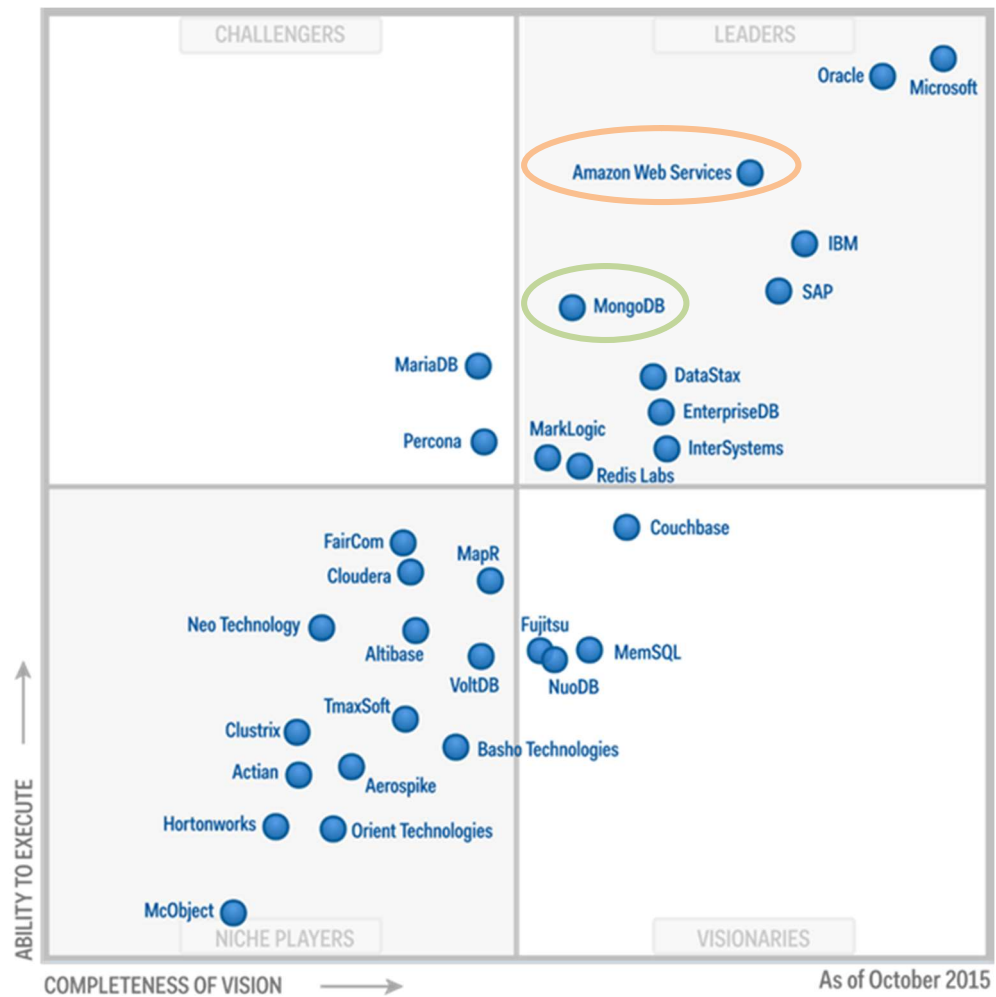 CHALLENGERS
LEADERS
Oracle
Microsoft
Amazon Web Services
IBM
SAP
MongoDB
MariaDB
DataStax
EnterpriseDB
Percona
MarkLogic
InterSystems
Redis Labs
Couchbase
FairCom
MapR
Cloudera
Neo Technology
Altibase
Fujitsu
MemSQL
VoltDB
NuoDB
TmaxSoft
Clustrix
Basho Technologies
Actian
Aerospike
Hortonworks
Orient Technologies
McObject
NICHE PLAYERS
VISIONARIES
ABILITY TO EXECUTE
COMPLETENESS OF VISION
As of October 2015